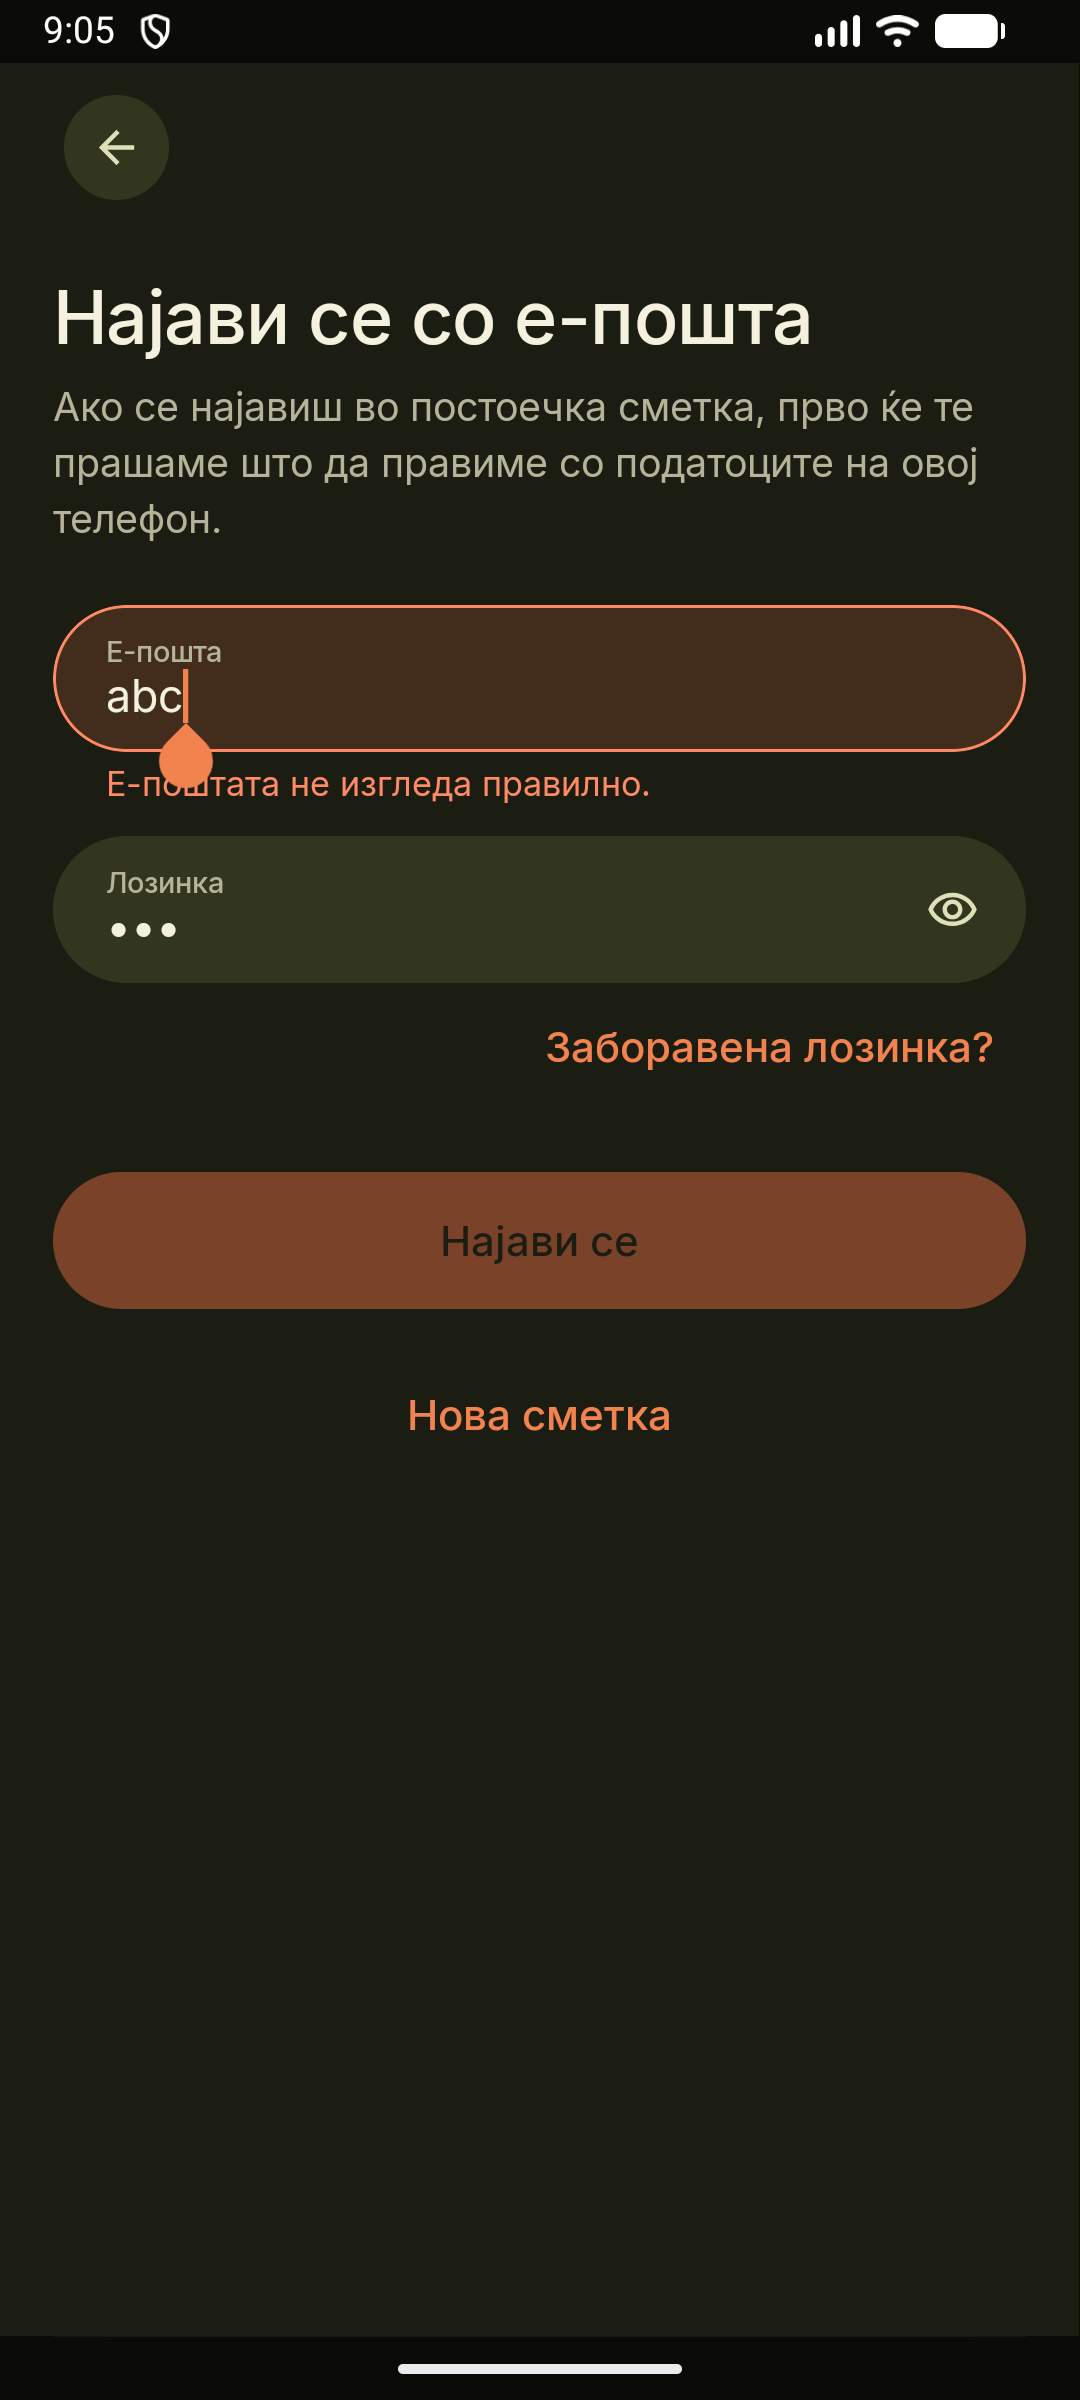 9:05
Најави се со е-пошта
Ако се најавиш во постоечка сметка, прво ќе те
прашаме што да правиме со податоците на овој
телефон.
Е-пошта
abc
Е-поштата не изгледа правилно.
Лозинка
Заборавена лозинка?
Најави се
Нова сметка